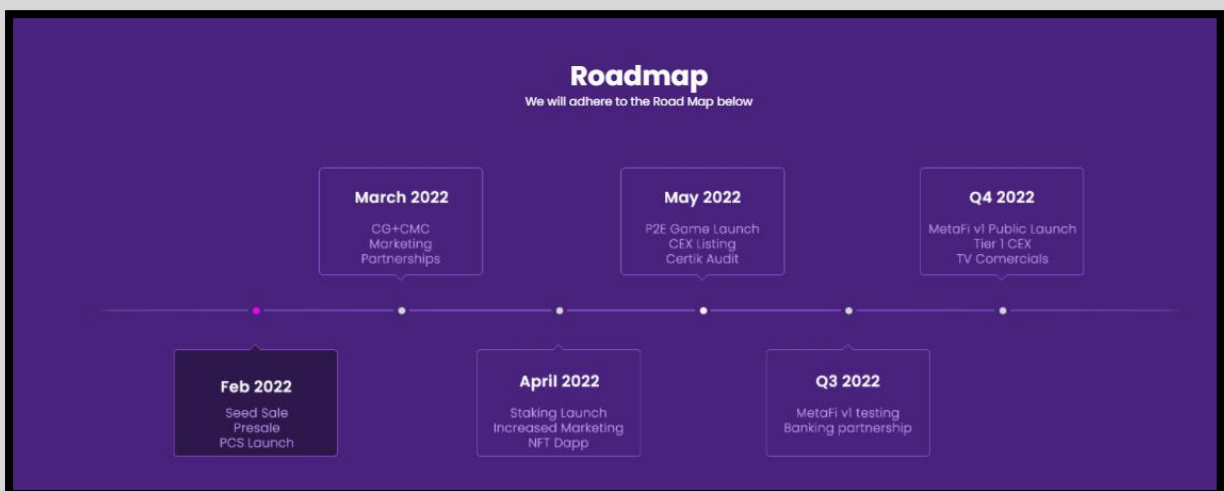 Roadmap
We will adhere to the Road Map below
Feb 2022
Seed Sale
Presale
PCS Launch
March 2022
CG+CMC
Marketing
Partnerships
April 2022
Staking Launch
Increased Marketing
NFT Dapp
May 2022
P2E Game Launch
CEX Listing
Certik Audit
Q3 2022
MetaFi v1 testing
Banking partnership
Q4 2022
MetaFi v1 Public Launch
Tier 1 CEX
TV Comercials